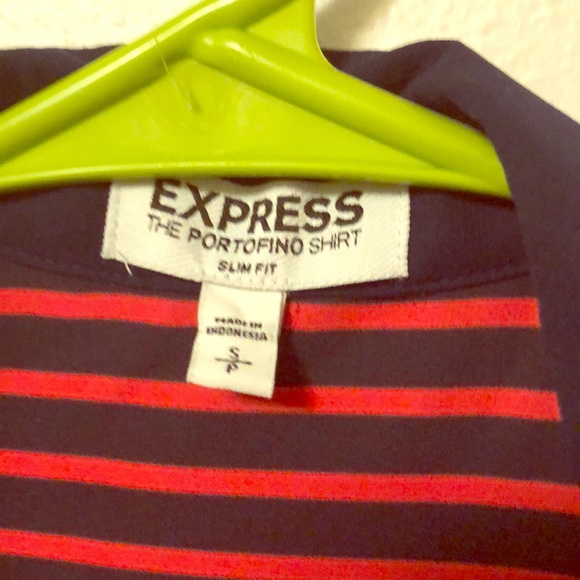 EXPRESS
THE PORTOFINO SHIRT
SLIM FIT
MADE IN
INDONESIA
S
P